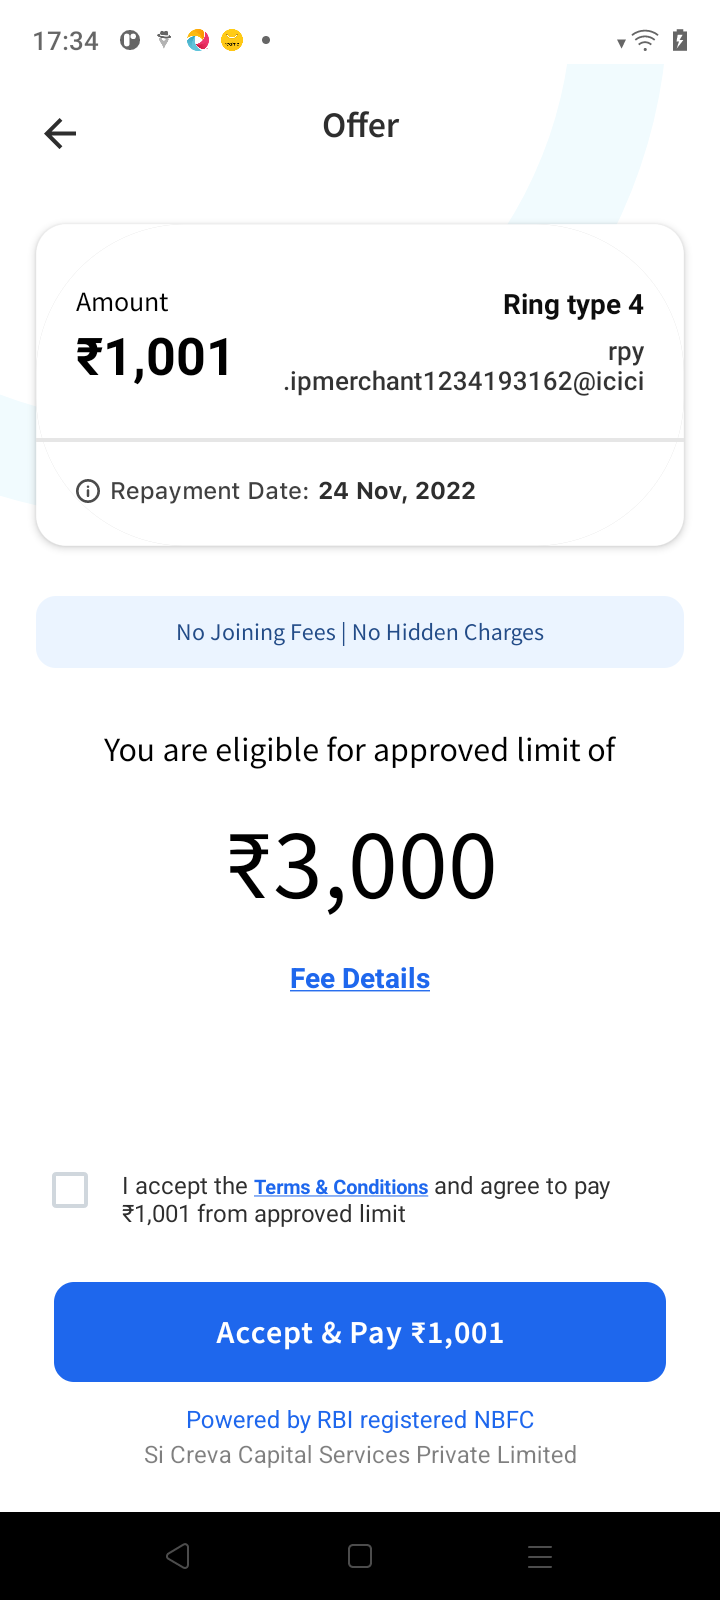 17:34
Offer
Amount
₹1,001
Ring type 4
rpy
.ipmerchant1234193162@icici
Repayment Date: 24 Nov, 2022
No Joining Fees | No Hidden Charges
You are eligible for approved limit of
₹3,000
Fee Details
I accept the Terms & Conditions and agree to pay
₹1,001 from approved limit
Accept & Pay ₹1,001
Powered by RBI registered NBFC
Si Creva Capital Services Private Limited